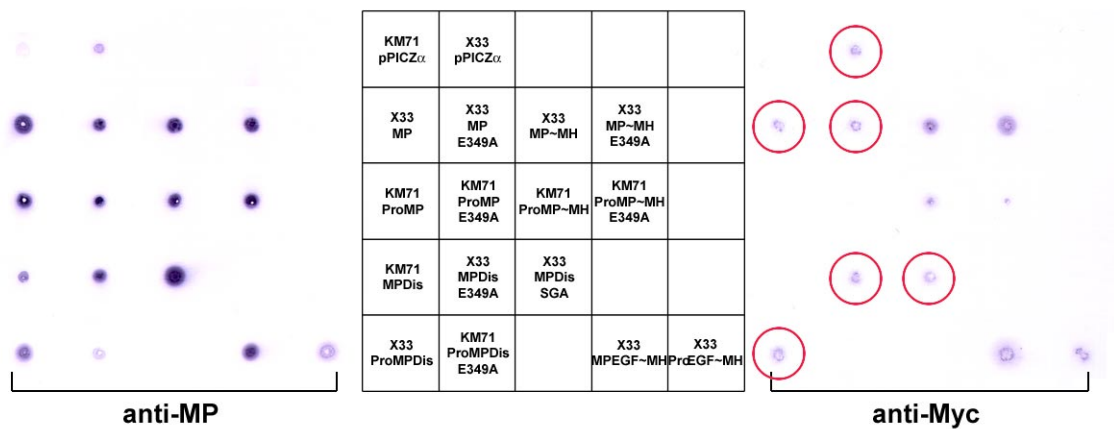 KM71 X33
pPICZα pPICZα
X33 X33 X33 X33
MP MP MP~MH MP~MH
E349A E349A
KM71 KM71 KM71 KM71
ProMP ProMP ProMP~MH ProMP~MH
E349A E349A
KM71 X33 X33
MPDis MPDis MPDis
E349A SGA
X33 KM71 X33 X33
ProMPDis ProMPDis MPEGF~MH ProEGF~MH
E349A
anti-MP anti-Myc